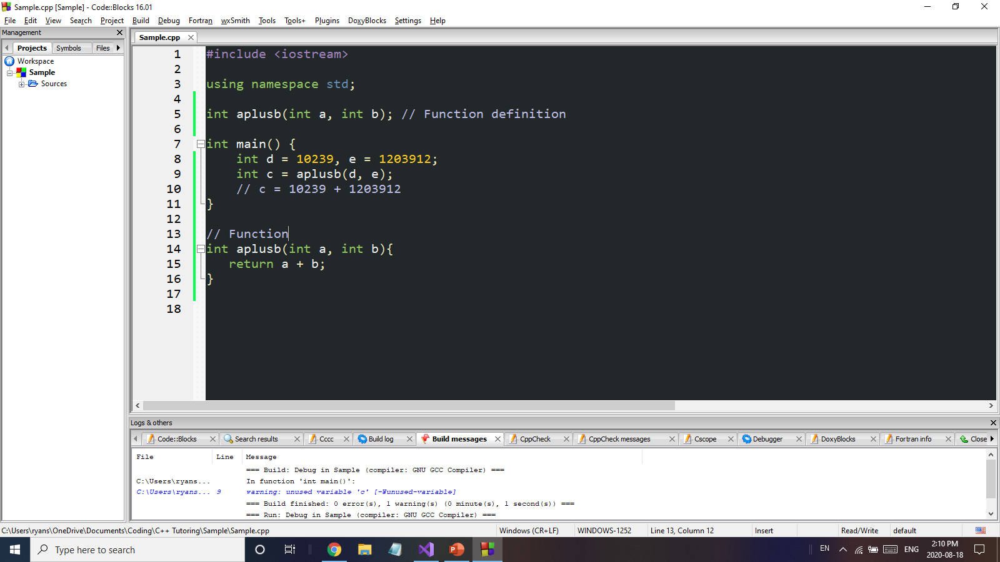 Sample.cpp [Sample] - Code::Blocks 16.01
File Edit View Search Project Build Debug Fortran wxSmith Tools Tools+ Plugins DoxyBlocks Settings Help
Management
Projects Symbols Files
Workspace
Sample
Sources
Sample.cpp
1 #include <iostream>
2
3 using namespace std;
4
5 int aplusb(int a, int b); // Function definition
6
7 int main() {
8 int d = 10239, e = 1203912;
9 int c = aplusb(d, e);
10 // c = 10239 + 1203912
11 }
12
13 // Function
14 int aplusb(int a, int b){
15 return a + b;
16 }
17
18
Logs & others
Code::Blocks Search results Cccc Build log Build messages CppCheck CppCheck messages Cscope Debugger DoxyBlocks Fortran info Close
File Line Message
=== Build: Debug in Sample (compiler: GNU GCC Compiler) ===
C:\Users\ryans... In function 'int main()':
C:\Users\ryans... 9 warning: unused variable 'c' [-Wunused-variable]
=== Build finished: 0 error(s), 1 warning(s) (0 minute(s), 1 second(s)) ===
=== Run: Debug in Sample (compiler: GNU GCC Compiler) ===
C:\Users\ryans\OneDrive\Documents\Coding\C++ Tutoring\Sample\Sample.cpp Windows (CR+LF) WINDOWS-1252 Line 13, Column 12 Insert Read/Write default
Type here to search
EN ENG 2:10 PM
2020-08-18